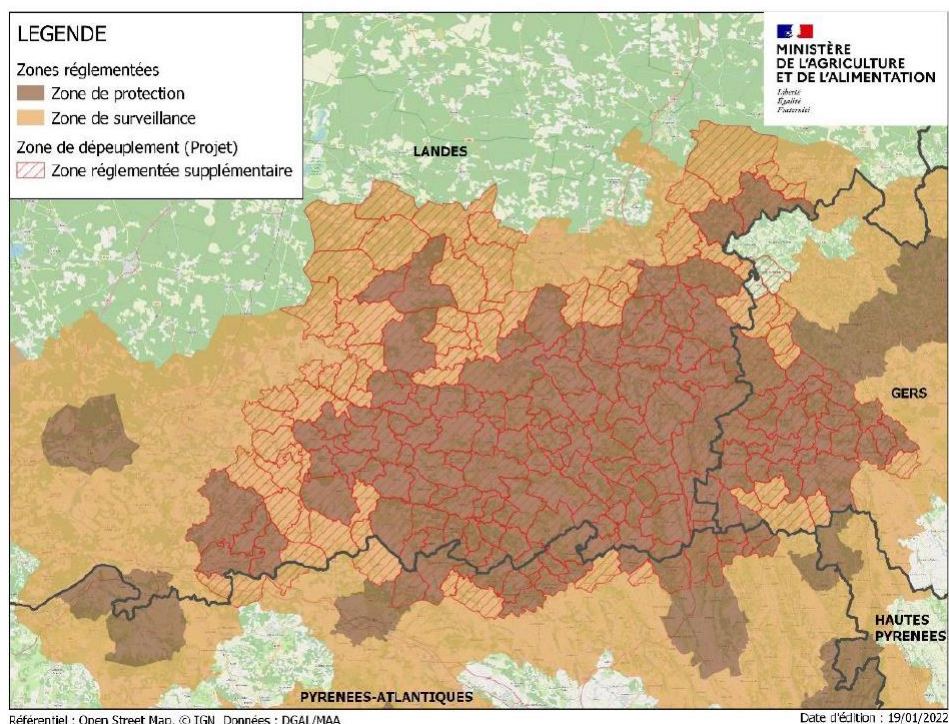 LEGENDE
Zones réglementées
Zone de protection
Zone de surveillance
Zone de dépeuplement (Projet)
Zone réglementée supplémentaire
MINISTÈRE
DE L'AGRICULTURE
ET DE L'ALIMENTATION
Liberté
Égalité
Fraternité
LANDES
GERS
HAUTES
PYRENEES
PYRENEES-ATLANTIQUES
Référentiel : Open Street Map, © IGN Données : DGAL/MAA
Date d'édition : 19/01/2022